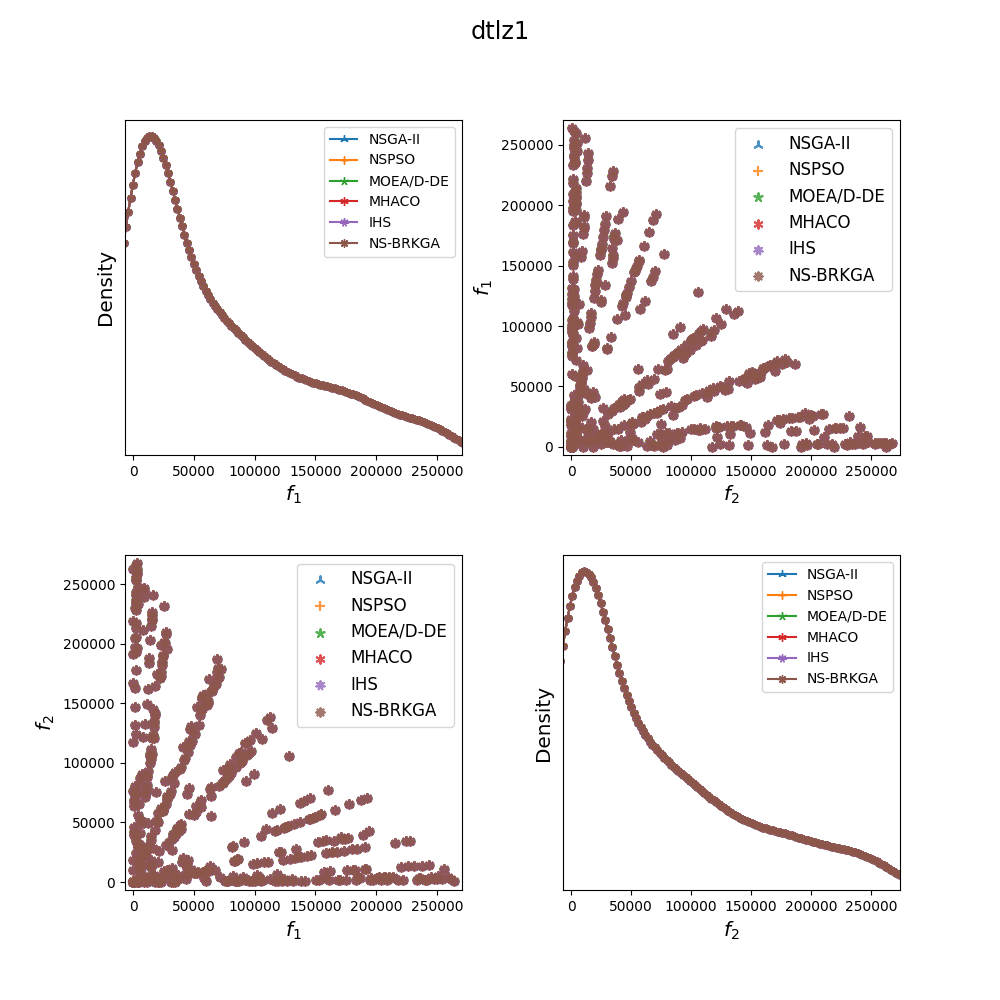 dtlz1
Density
0
50000
100000
150000
200000
250000
f1
NSGA-II
NSPSO
MOEA/D-DE
MHACO
IHS
NS-BRKGA
f1
250000
200000
150000
100000
50000
0
0
50000
100000
150000
200000
250000
f2
NSGA-II
NSPSO
MOEA/D-DE
MHACO
IHS
NS-BRKGA
f2
250000
200000
150000
100000
50000
0
0
50000
100000
150000
200000
250000
f1
NSGA-II
NSPSO
MOEA/D-DE
MHACO
IHS
NS-BRKGA
Density
0
50000
100000
150000
200000
250000
f2
NSGA-II
NSPSO
MOEA/D-DE
MHACO
IHS
NS-BRKGA